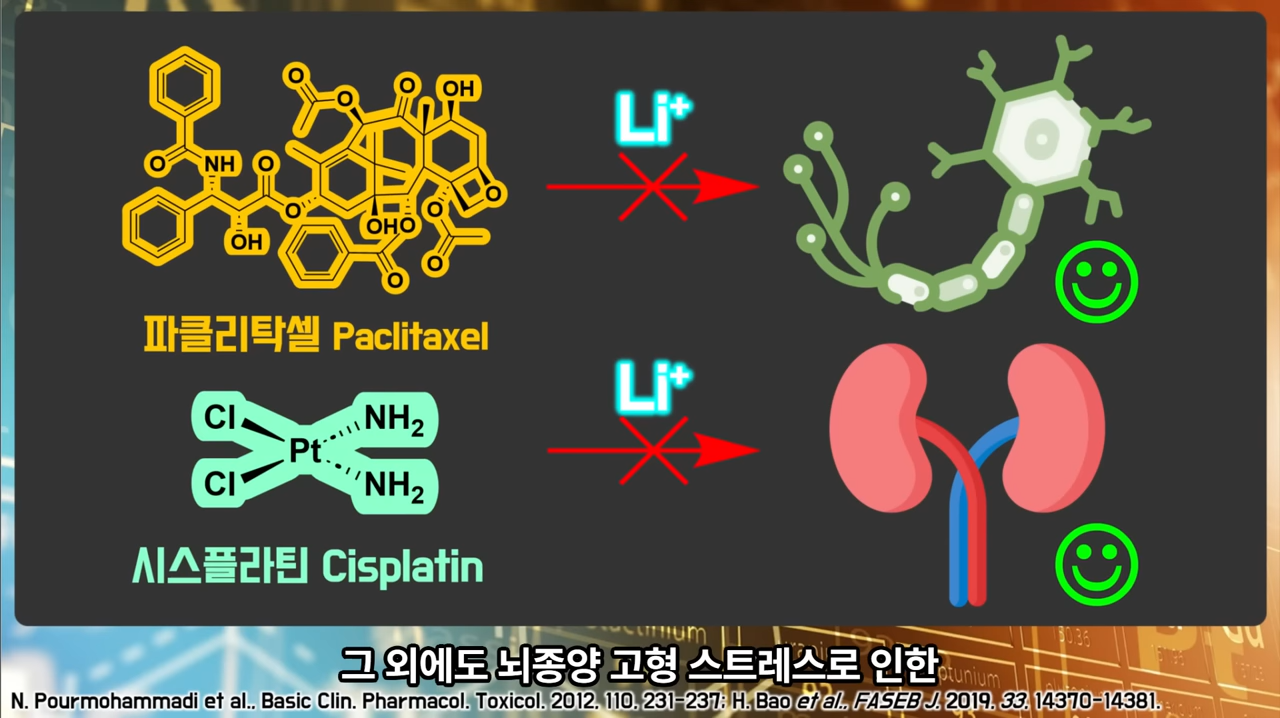 O
O
O
OH
O
NH
O
O
O
OH
OH
O
O
O
O
Li+
파클리탁셀 Paclitaxel
Cl
NH2
Pt
Cl
NH2
Li+
시스플라틴 Cisplatin
그 외에도 뇌종양 고형 스트레스로 인한
N. Pourmohammadi et al., Basic Clin. Pharmacol. Toxicol. 2012, 110, 231-237; H. Bao et al., FASEB J. 2019, 33, 14370-14381.